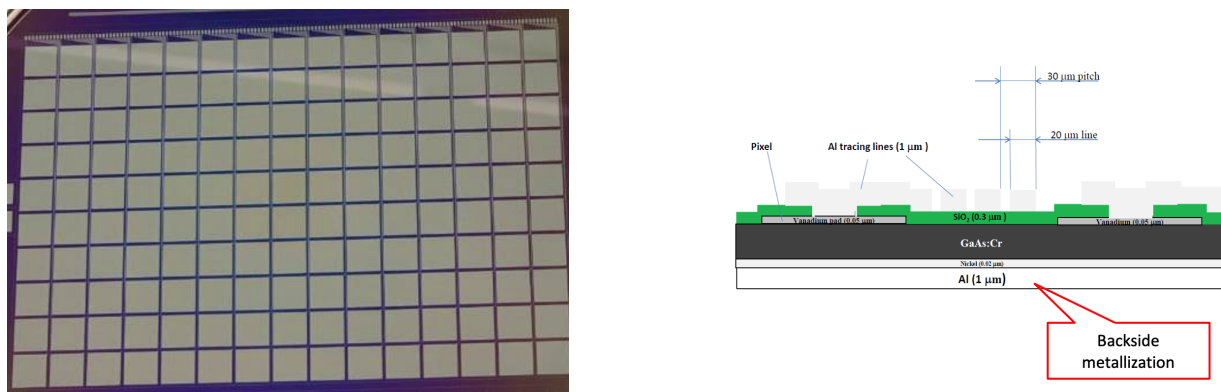 30 μm pitch
20 μm line
Pixel
Al tracing lines (1 μm )
SiO₂ (0.3 μm )
Vanadium pad (0.05 μm)
Vanadium (0.05 μm)
GaAs:Cr
Nickel (0.02 μm)
Al (1 μm)
Backside
metallization